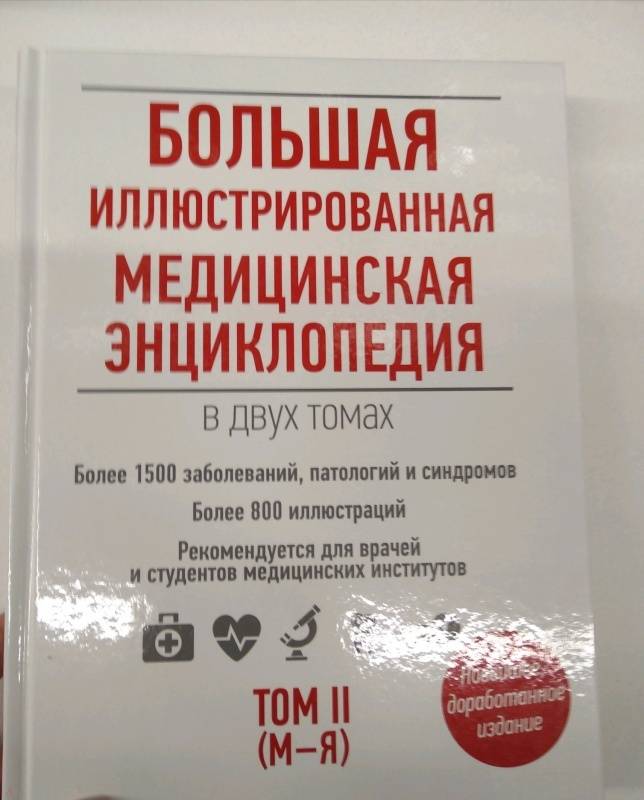 БОЛЬШАЯ
ИЛЛЮСТРИРОВАННАЯ
МЕДИЦИНСКАЯ
ЭНЦИКЛОПЕДИЯ
в двух томах
Более 1500 заболеваний, патологий и синдромов
Более 800 иллюстраций
Рекомендуется для врачей
и студентов медицинских институтов
ТОМ II
(М–Я)
доработанное
издание